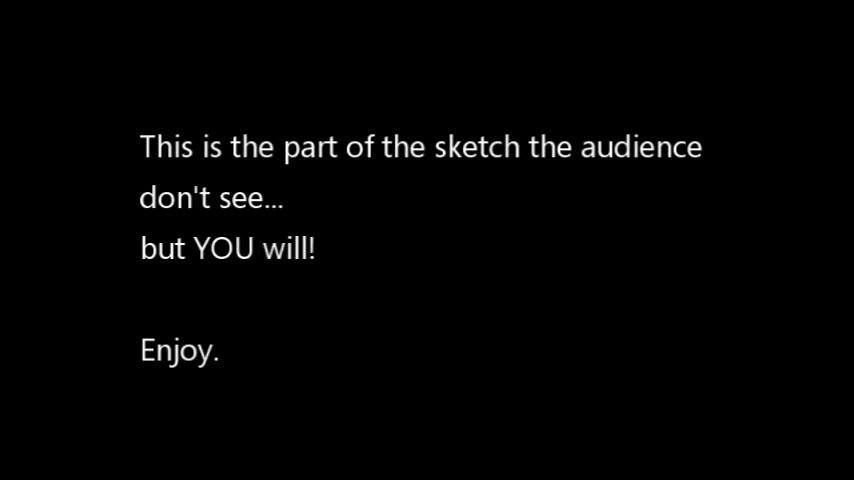 This is the part of the sketch the audience
don't see...
but YOU will!
Enjoy.